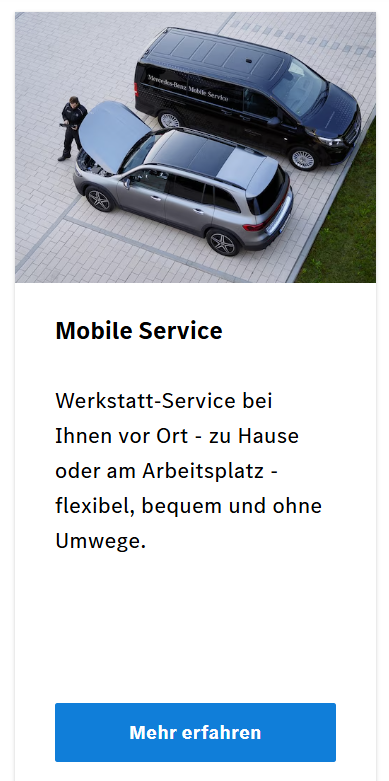 Mercedes-Benz Mobile Service
Mobile Service
Werkstatt-Service bei
Ihnen vor Ort - zu Hause
oder am Arbeitsplatz -
flexibel, bequem und ohne
Umwege.
Mehr erfahren